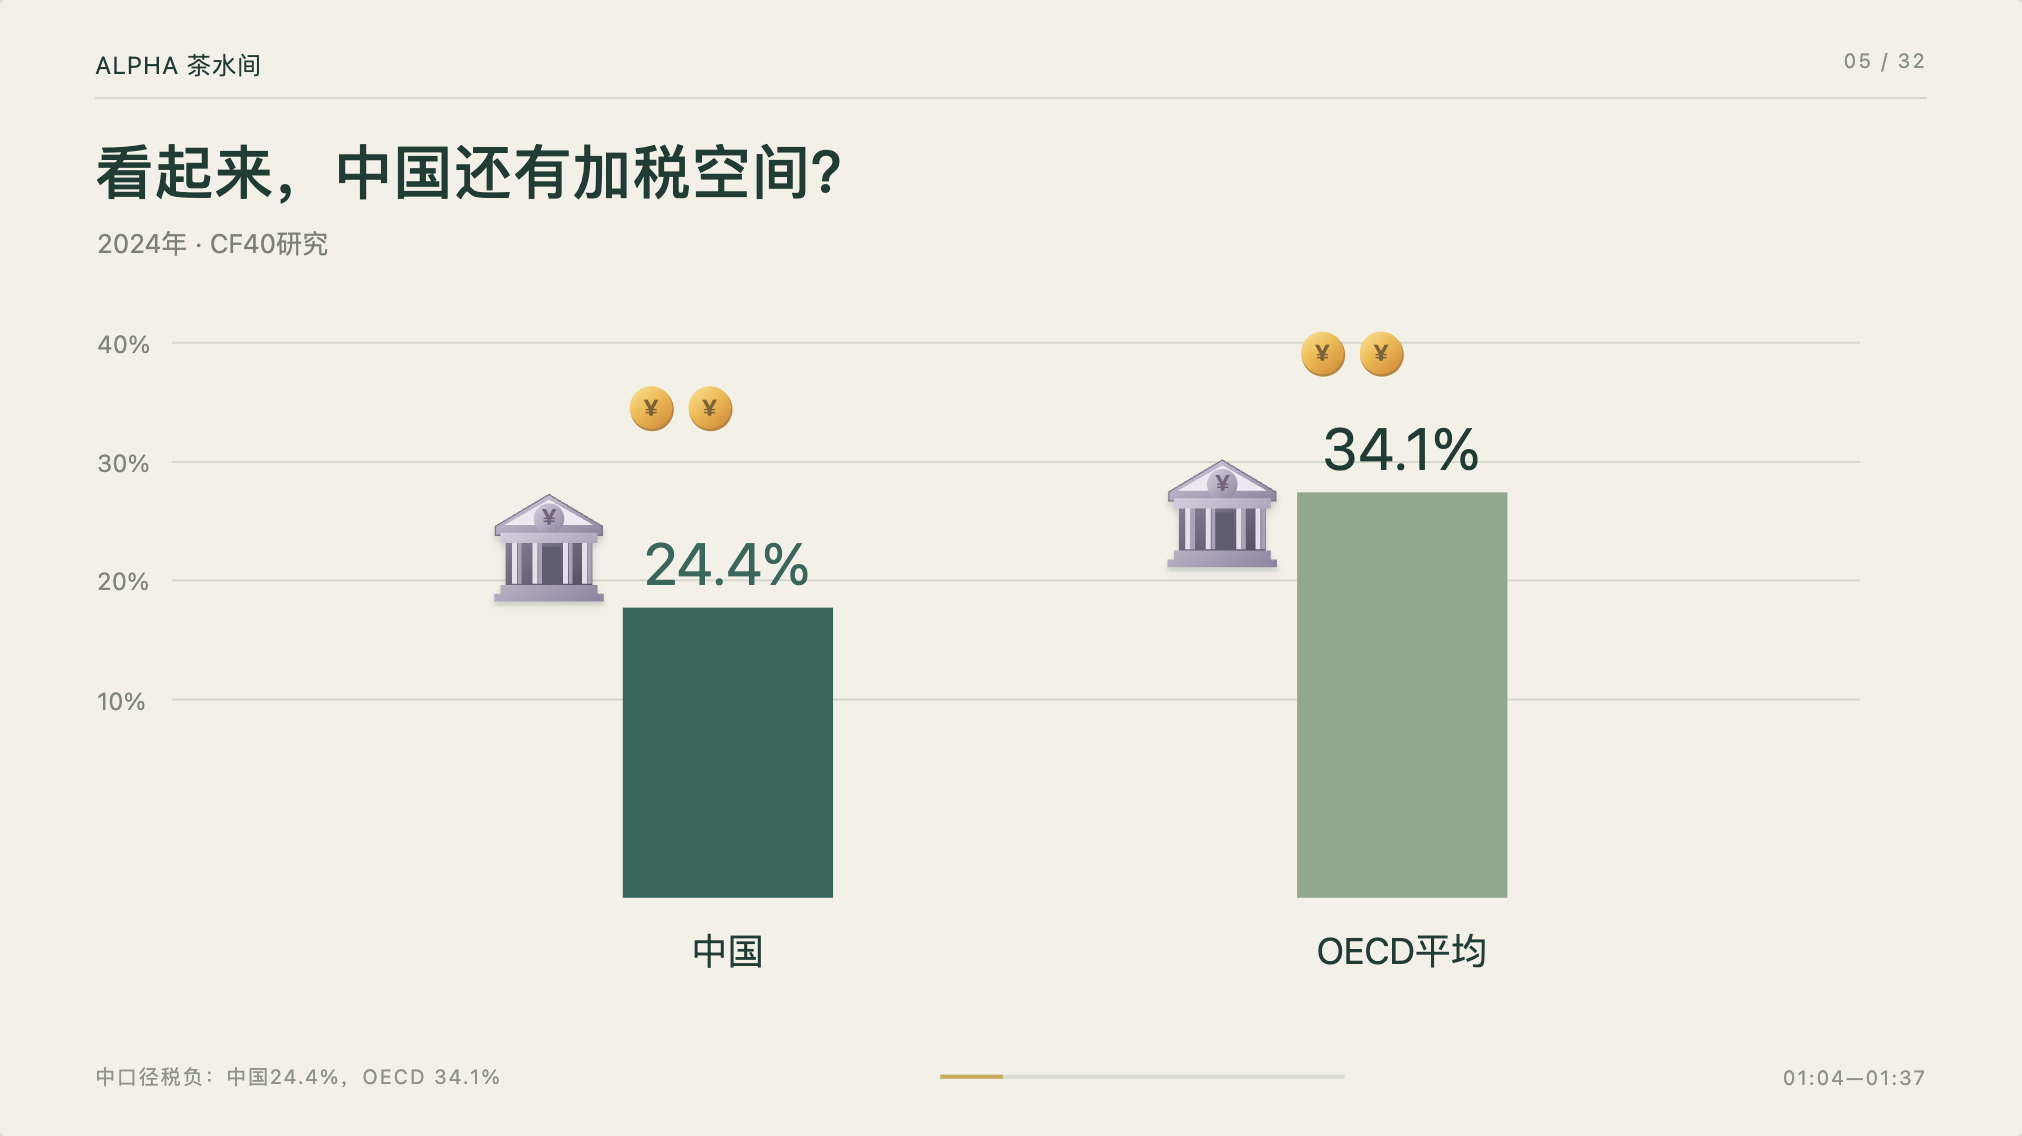 ALPHA 茶水间
05 / 32
看起来，中国还有加税空间？
2024年 · CF40研究
40%
¥ ¥
¥ ¥
34.1%
30%
¥
¥
24.4%
20%
10%
中国
OECD平均
中口径税负：中国24.4%，OECD 34.1%
01:04—01:37